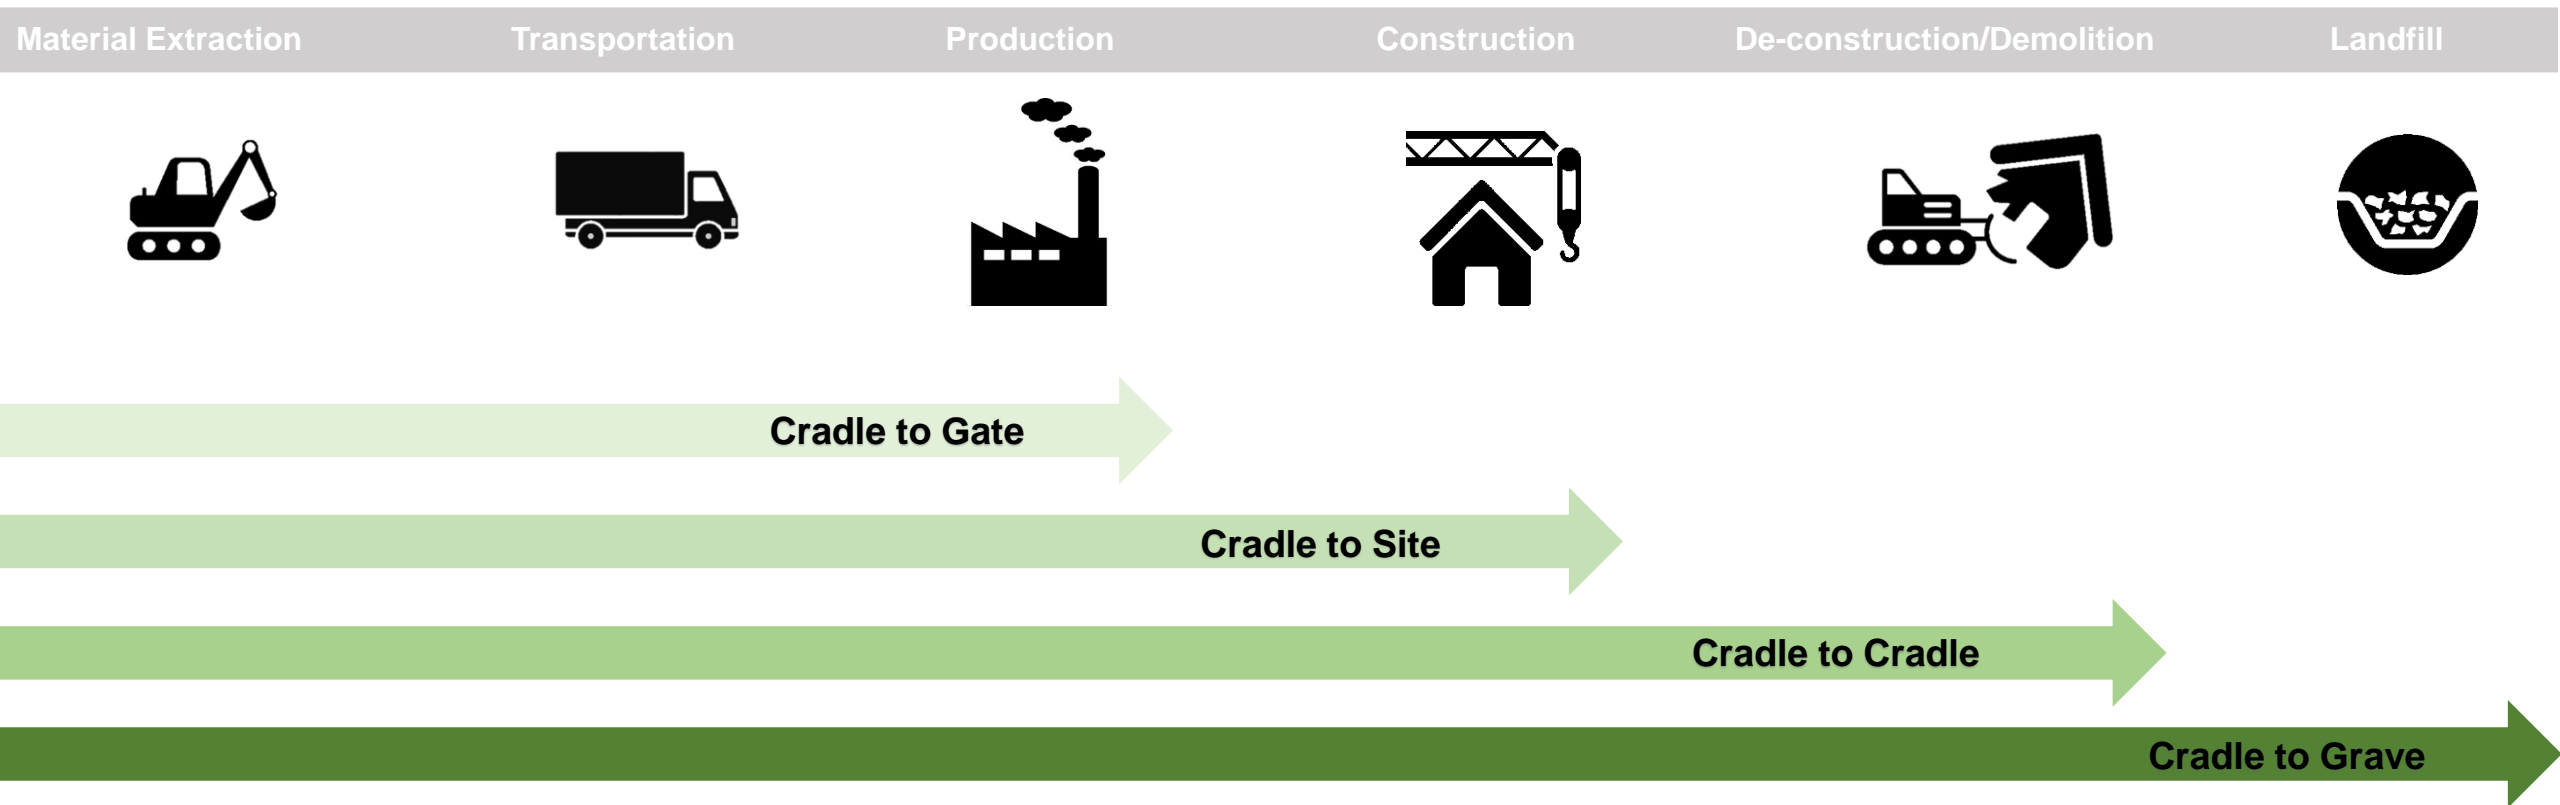 Material Extraction
Transportation
Production
Construction
De-construction/Demolition
Landfill
Cradle to Gate
Cradle to Site
Cradle to Cradle
Cradle to Grave